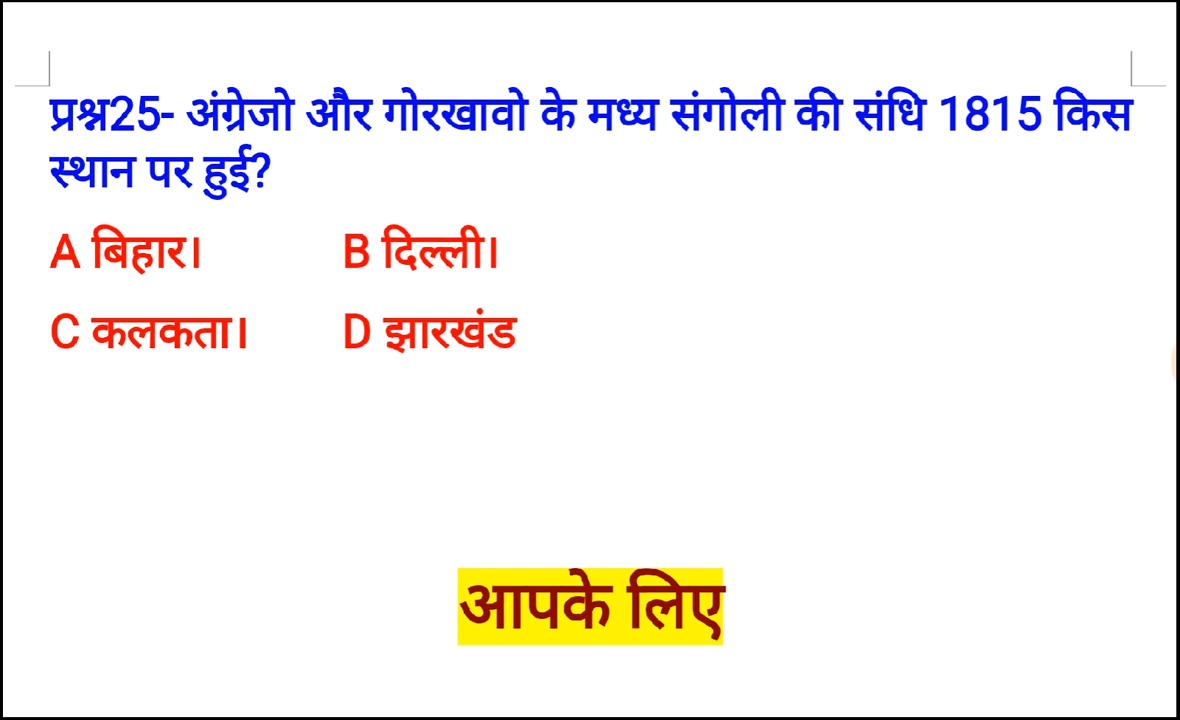 प्रश्न25- अंग्रेजो और गोरखावो के मध्य संगोली की संधि 1815 किस
स्थान पर हुई?
A बिहार। B दिल्ली।
C कलकता। D झारखंड
आपके लिए